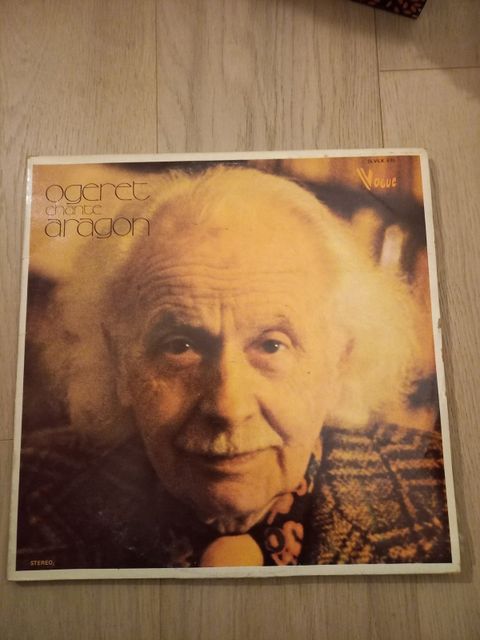 ogeret
chante
aragon
Vogue
STEREO